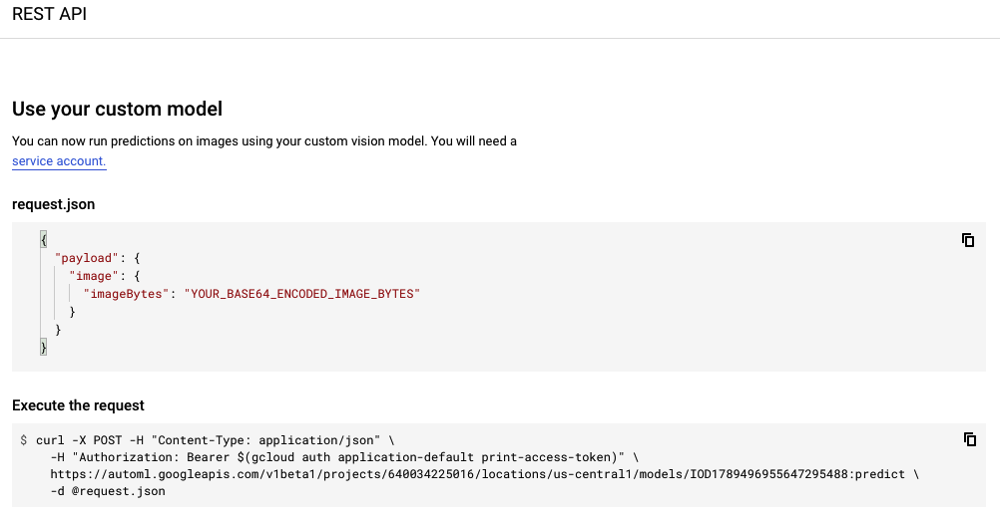 REST API
Use your custom model
You can now run predictions on images using your custom vision model. You will need a
service account.
request.json
{
"payload": {
"image": {
"imageBytes": "YOUR_BASE64_ENCODED_IMAGE_BYTES"
}
}
}
Execute the request
$ curl -X POST -H "Content-Type: application/json" \
-H "Authorization: Bearer $(gcloud auth application-default print-access-token)" \
https://automl.googleapis.com/v1beta1/projects/640034225016/locations/us-central1/models/IOD1789496955647295488:predict \
-d @request.json